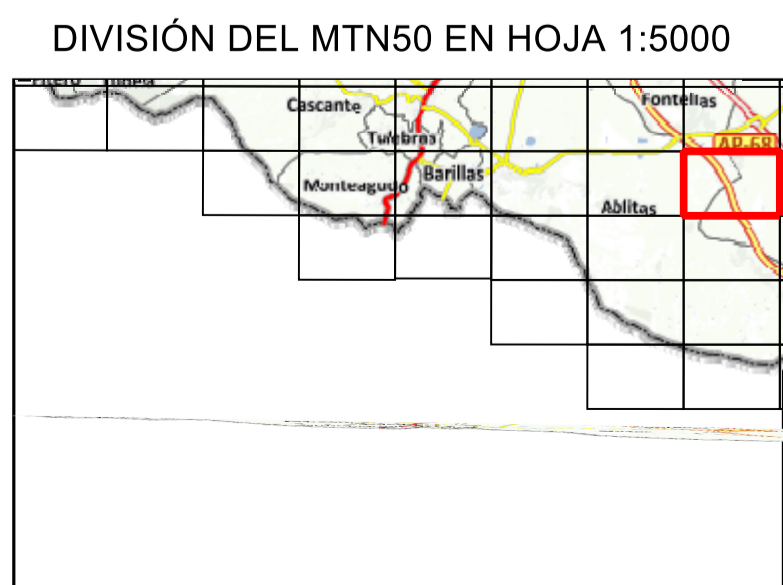 DIVISIÓN DEL MTN50 EN HOJA 1:5000
Cascante
Fontellas
Tulebras
AP-68
Barillas
Monteagudo
Ablitas